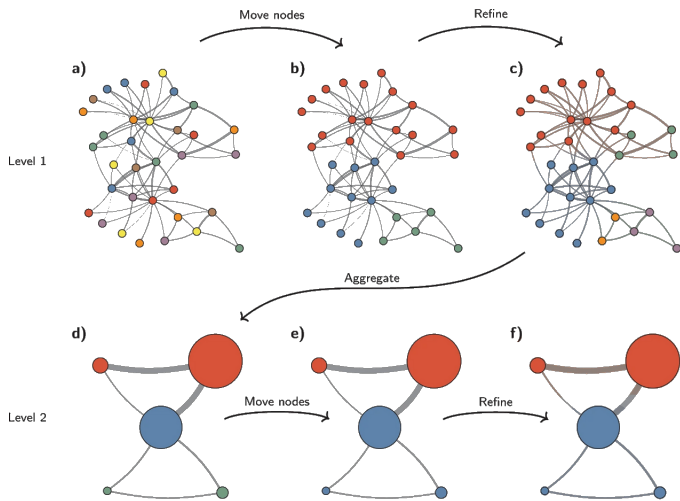 Move nodes
Refine
a)
b)
c)
Level 1
Aggregate
d)
e)
f)
Move nodes
Refine
Level 2